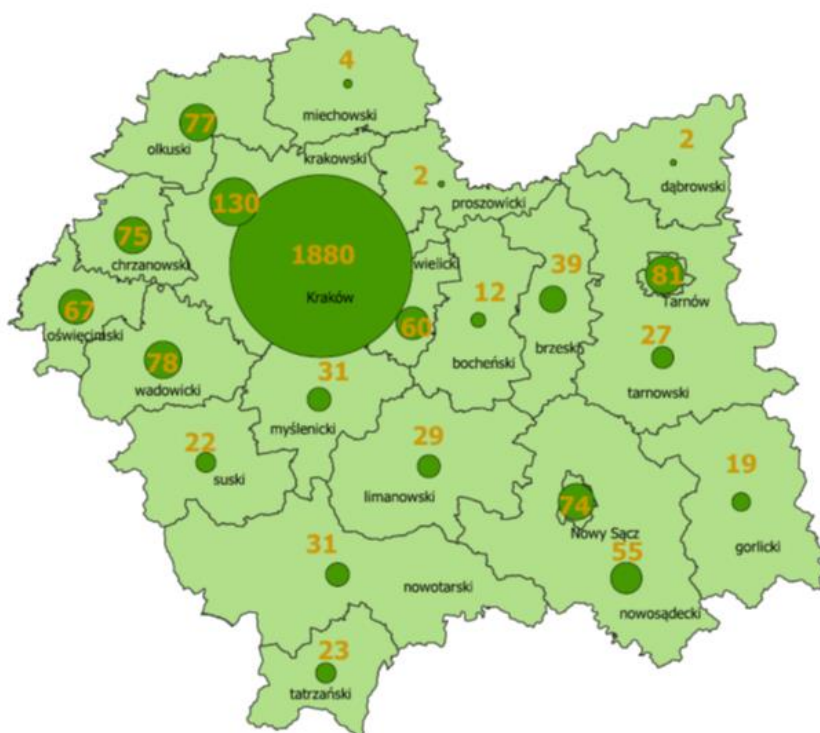 4
miechowski
77
olkuski
krakowski
2
dąbrowski
2
proszowicki
130
75
chrzanowski
1880
Kraków
wielicki
39
81
Tarnów
67
oświęcimski
60
12
bocheński
brzeski
27
tarnowski
78
wadowicki
31
myślenicki
22
suski
29
limanowski
19
gorlicki
74
Nowy Sącz
55
nowosądecki
31
nowotarski
23
tatrzański